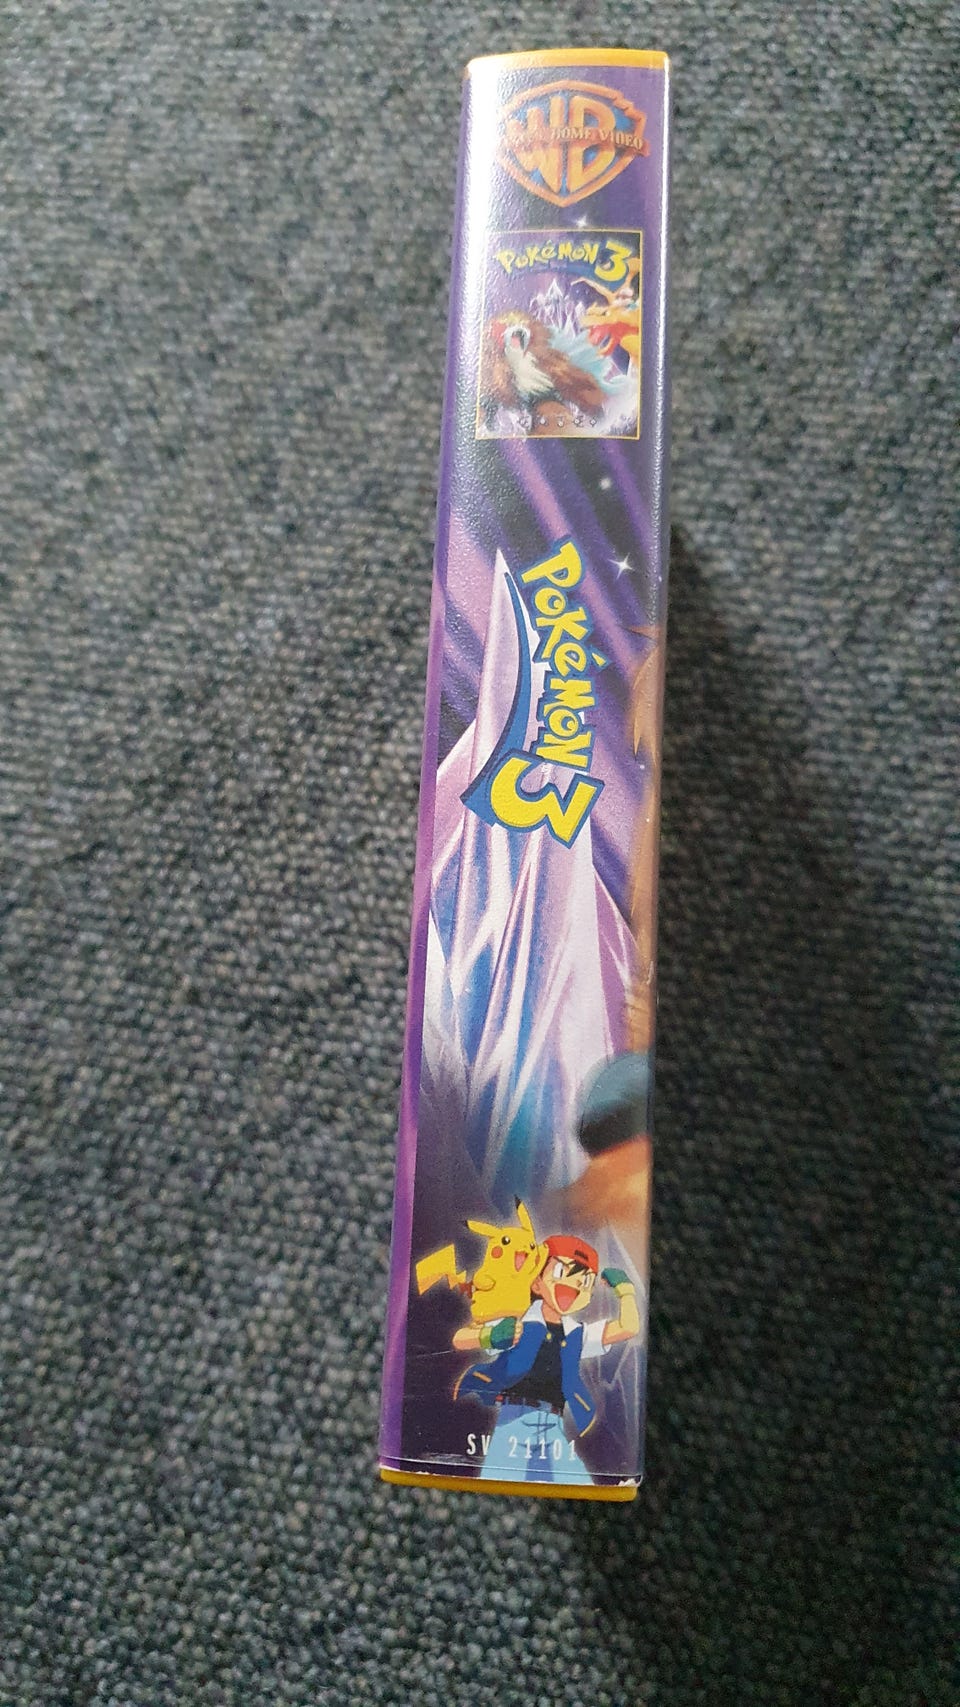 WB
HOME VIDEO
POKéMON 3
POKéMON 3
SV 21101